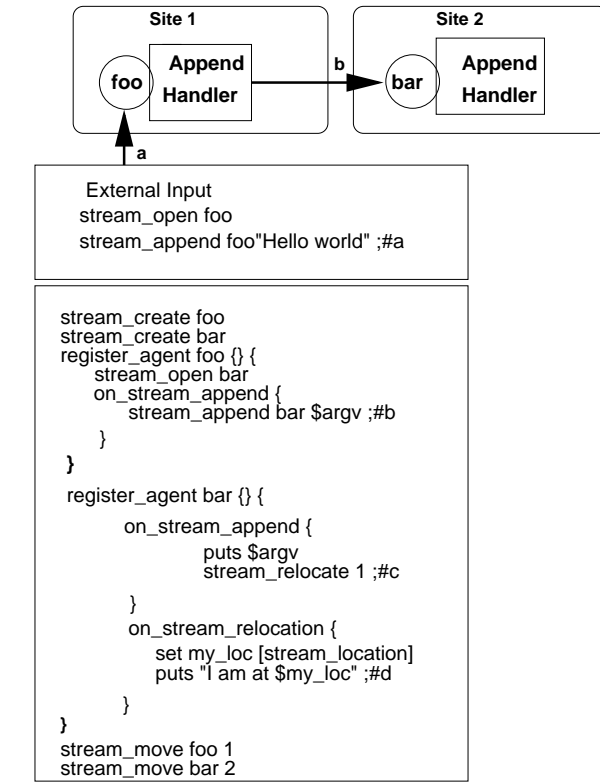 Site 1
Site 2
foo
Append
Handler
b
bar
Append
Handler
a
External Input
stream_open foo
stream_append foo"Hello world" ;#a
stream_create foo
stream_create bar
register_agent foo {} {
stream_open bar
on_stream_append {
stream_append bar $argv ;#b
}
}
register_agent bar {} {
on_stream_append {
puts $argv
stream_relocate 1 ;#c
}
on_stream_relocation {
set my_loc [stream_location]
puts "I am at $my_loc" ;#d
}
}
stream_move foo 1
stream_move bar 2